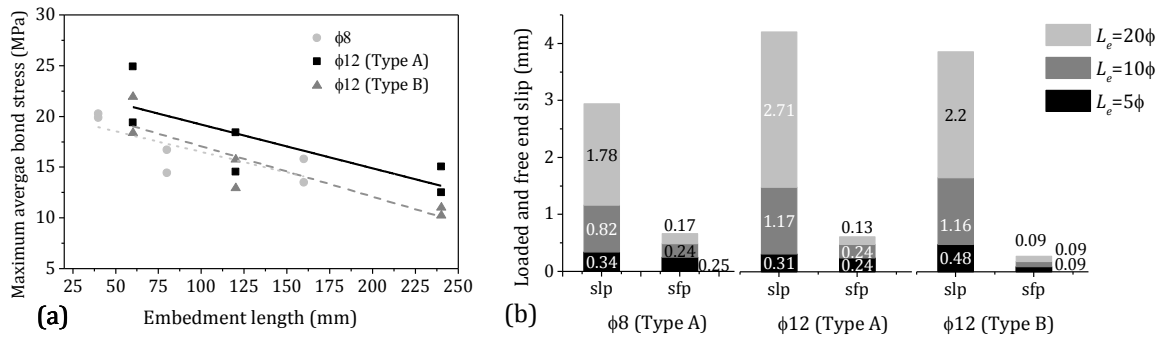 Maximum avergae bond stress (MPa)
30
25
20
15
10
5
ϕ8
ϕ12 (Type A)
ϕ12 (Type B)
25
50
75
100
125
150
175
200
225
250
Embedment length (mm)
(a)
Loaded and free end slip (mm)
4
3
2
1
0
1.78
0.82
0.34
0.17
0.24
0.25
2.71
1.17
0.31
0.13
0.24
0.24
2.2
1.16
0.48
0.09
0.09
0.09
slp
sfp
slp
sfp
slp
sfp
ϕ8 (Type A)
ϕ12 (Type A)
ϕ12 (Type B)
Le=20ϕ
Le=10ϕ
Le=5ϕ
(b)